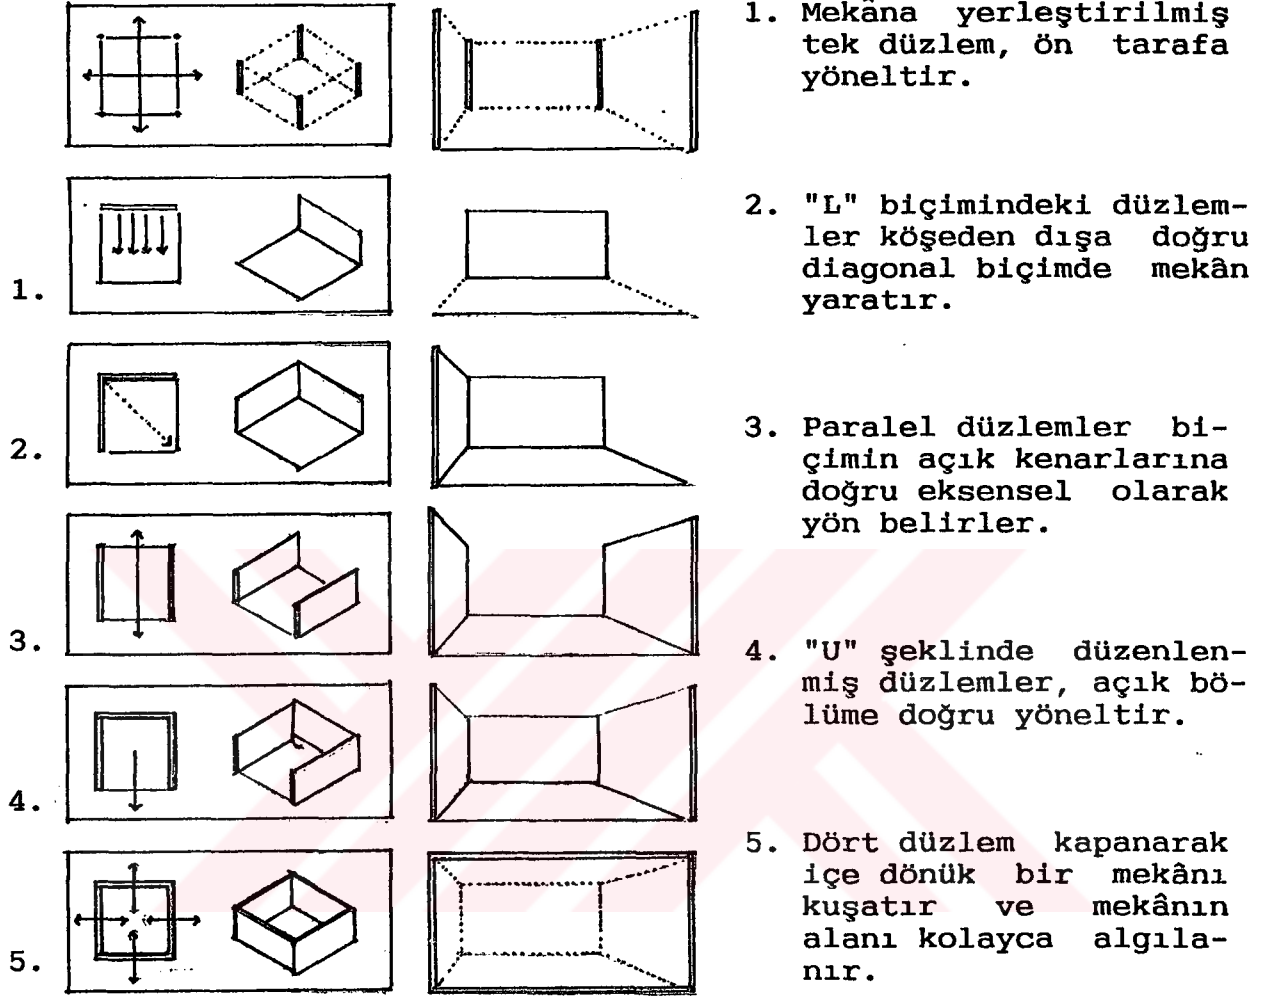 1. Mekâna yerleştirilmiş
tek düzlem, ön tarafa
yöneltir.
2. "L" biçimindeki düzlem-
ler köşeden dışa doğru
diagonal biçimde mekân
yaratır.
3. Paralel düzlemler bi-
çimin açık kenarlarına
doğru eksensel olarak
yön belirler.
4. "U" şeklinde düzenlen-
miş düzlemler, açık bö-
lüme doğru yöneltir.
5. Dört düzlem kapanarak
içe dönük bir mekânı
kuşatır ve mekânın
alanı kolayca algıla-
nır.
1.
2.
3.
4.
5.